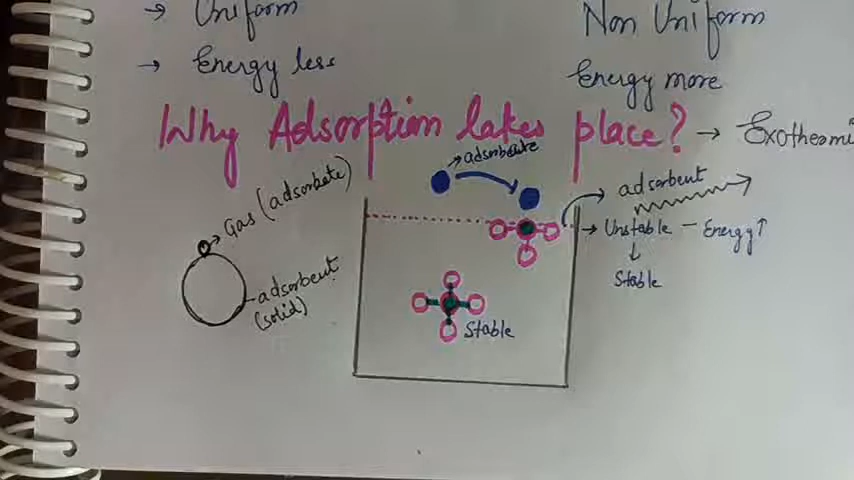 → Uniform
Non Uniform
→ Energy less
Energy more
Why Adsorption takes place? → Exothermi
→ adsorbate
Gas (adsorbate)
adsorbent
→ Unstable - Energy↑
↓
Stable
adsorbent
(solid)
Stable